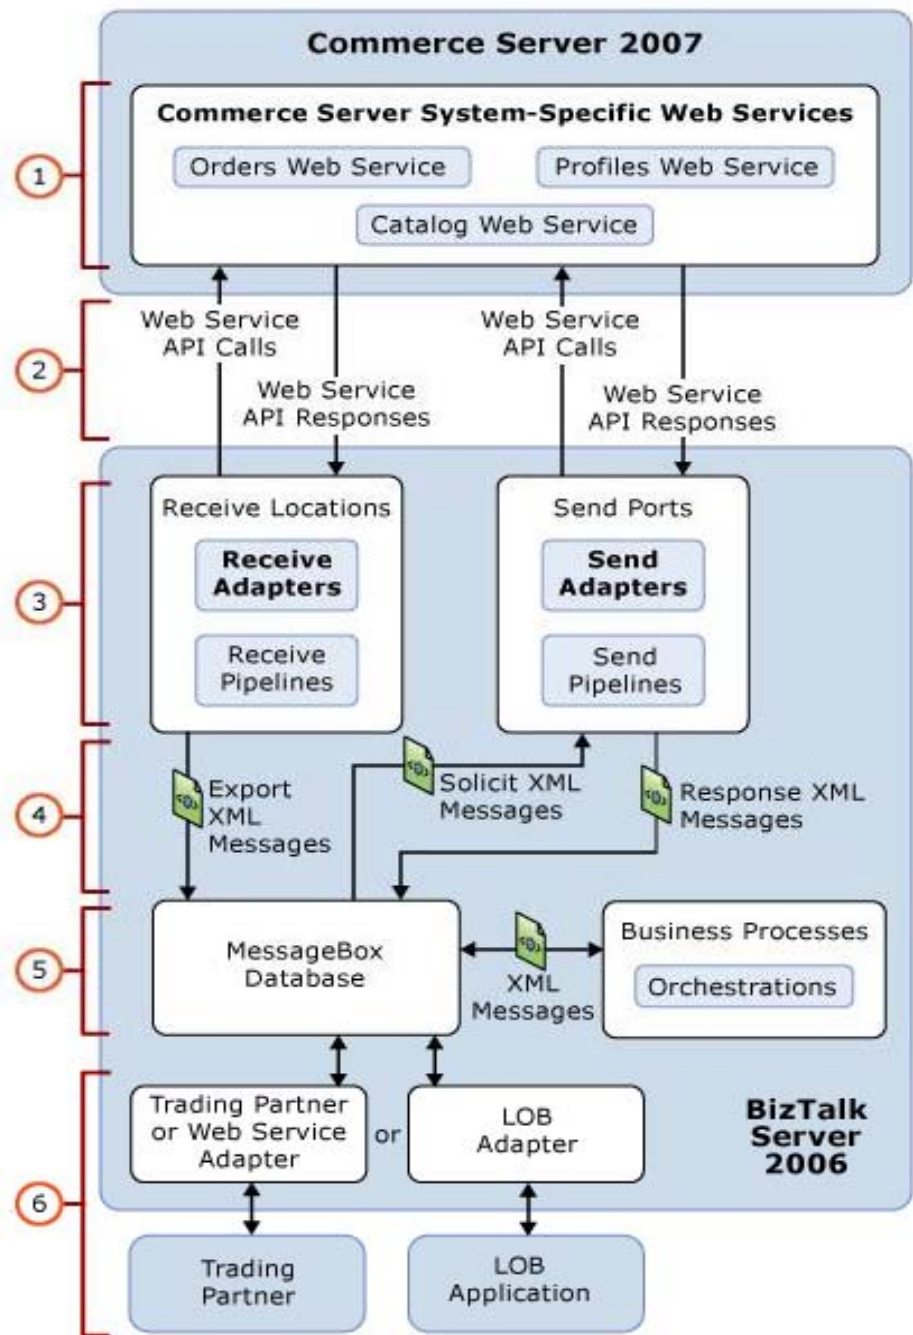 Commerce Server 2007
1
Commerce Server System-Specific Web Services
Orders Web Service
Profiles Web Service
Catalog Web Service
2
Web Service
API Calls
Web Service
API Responses
Web Service
API Calls
Web Service
API Responses
3
Receive Locations
Receive
Adapters
Receive
Pipelines
Send Ports
Send
Adapters
Send
Pipelines
4
Export
XML
Messages
Solicit XML
Messages
Response XML
Messages
5
MessageBox
Database
XML
Messages
Business Processes
Orchestrations
6
Trading Partner
or Web Service
Adapter
or
LOB
Adapter
BizTalk
Server
2006
Trading
Partner
LOB
Application